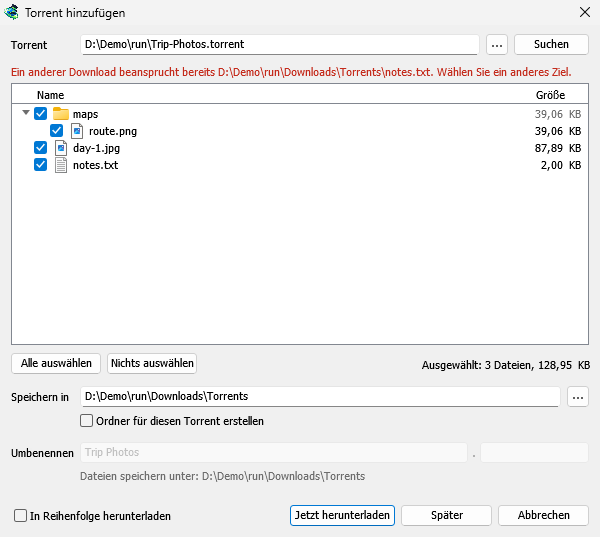 Torrent hinzufügen
Torrent D:\Demo\run\Trip-Photos.torrent ... Suchen
Ein anderer Download beansprucht bereits D:\Demo\run\Downloads\Torrents\notes.txt. Wählen Sie ein anderes Ziel.
Name Größe
maps 39,06 KB
route.png 39,06 KB
day-1.jpg 87,89 KB
notes.txt 2,00 KB
Alle auswählen Nichts auswählen Ausgewählt: 3 Dateien, 128,95 KB
Speichern in D:\Demo\run\Downloads\Torrents ...
Ordner für diesen Torrent erstellen
Umbenennen Trip Photos .
Dateien speichern unter: D:\Demo\run\Downloads\Torrents
In Reihenfolge herunterladen Jetzt herunterladen Später Abbrechen